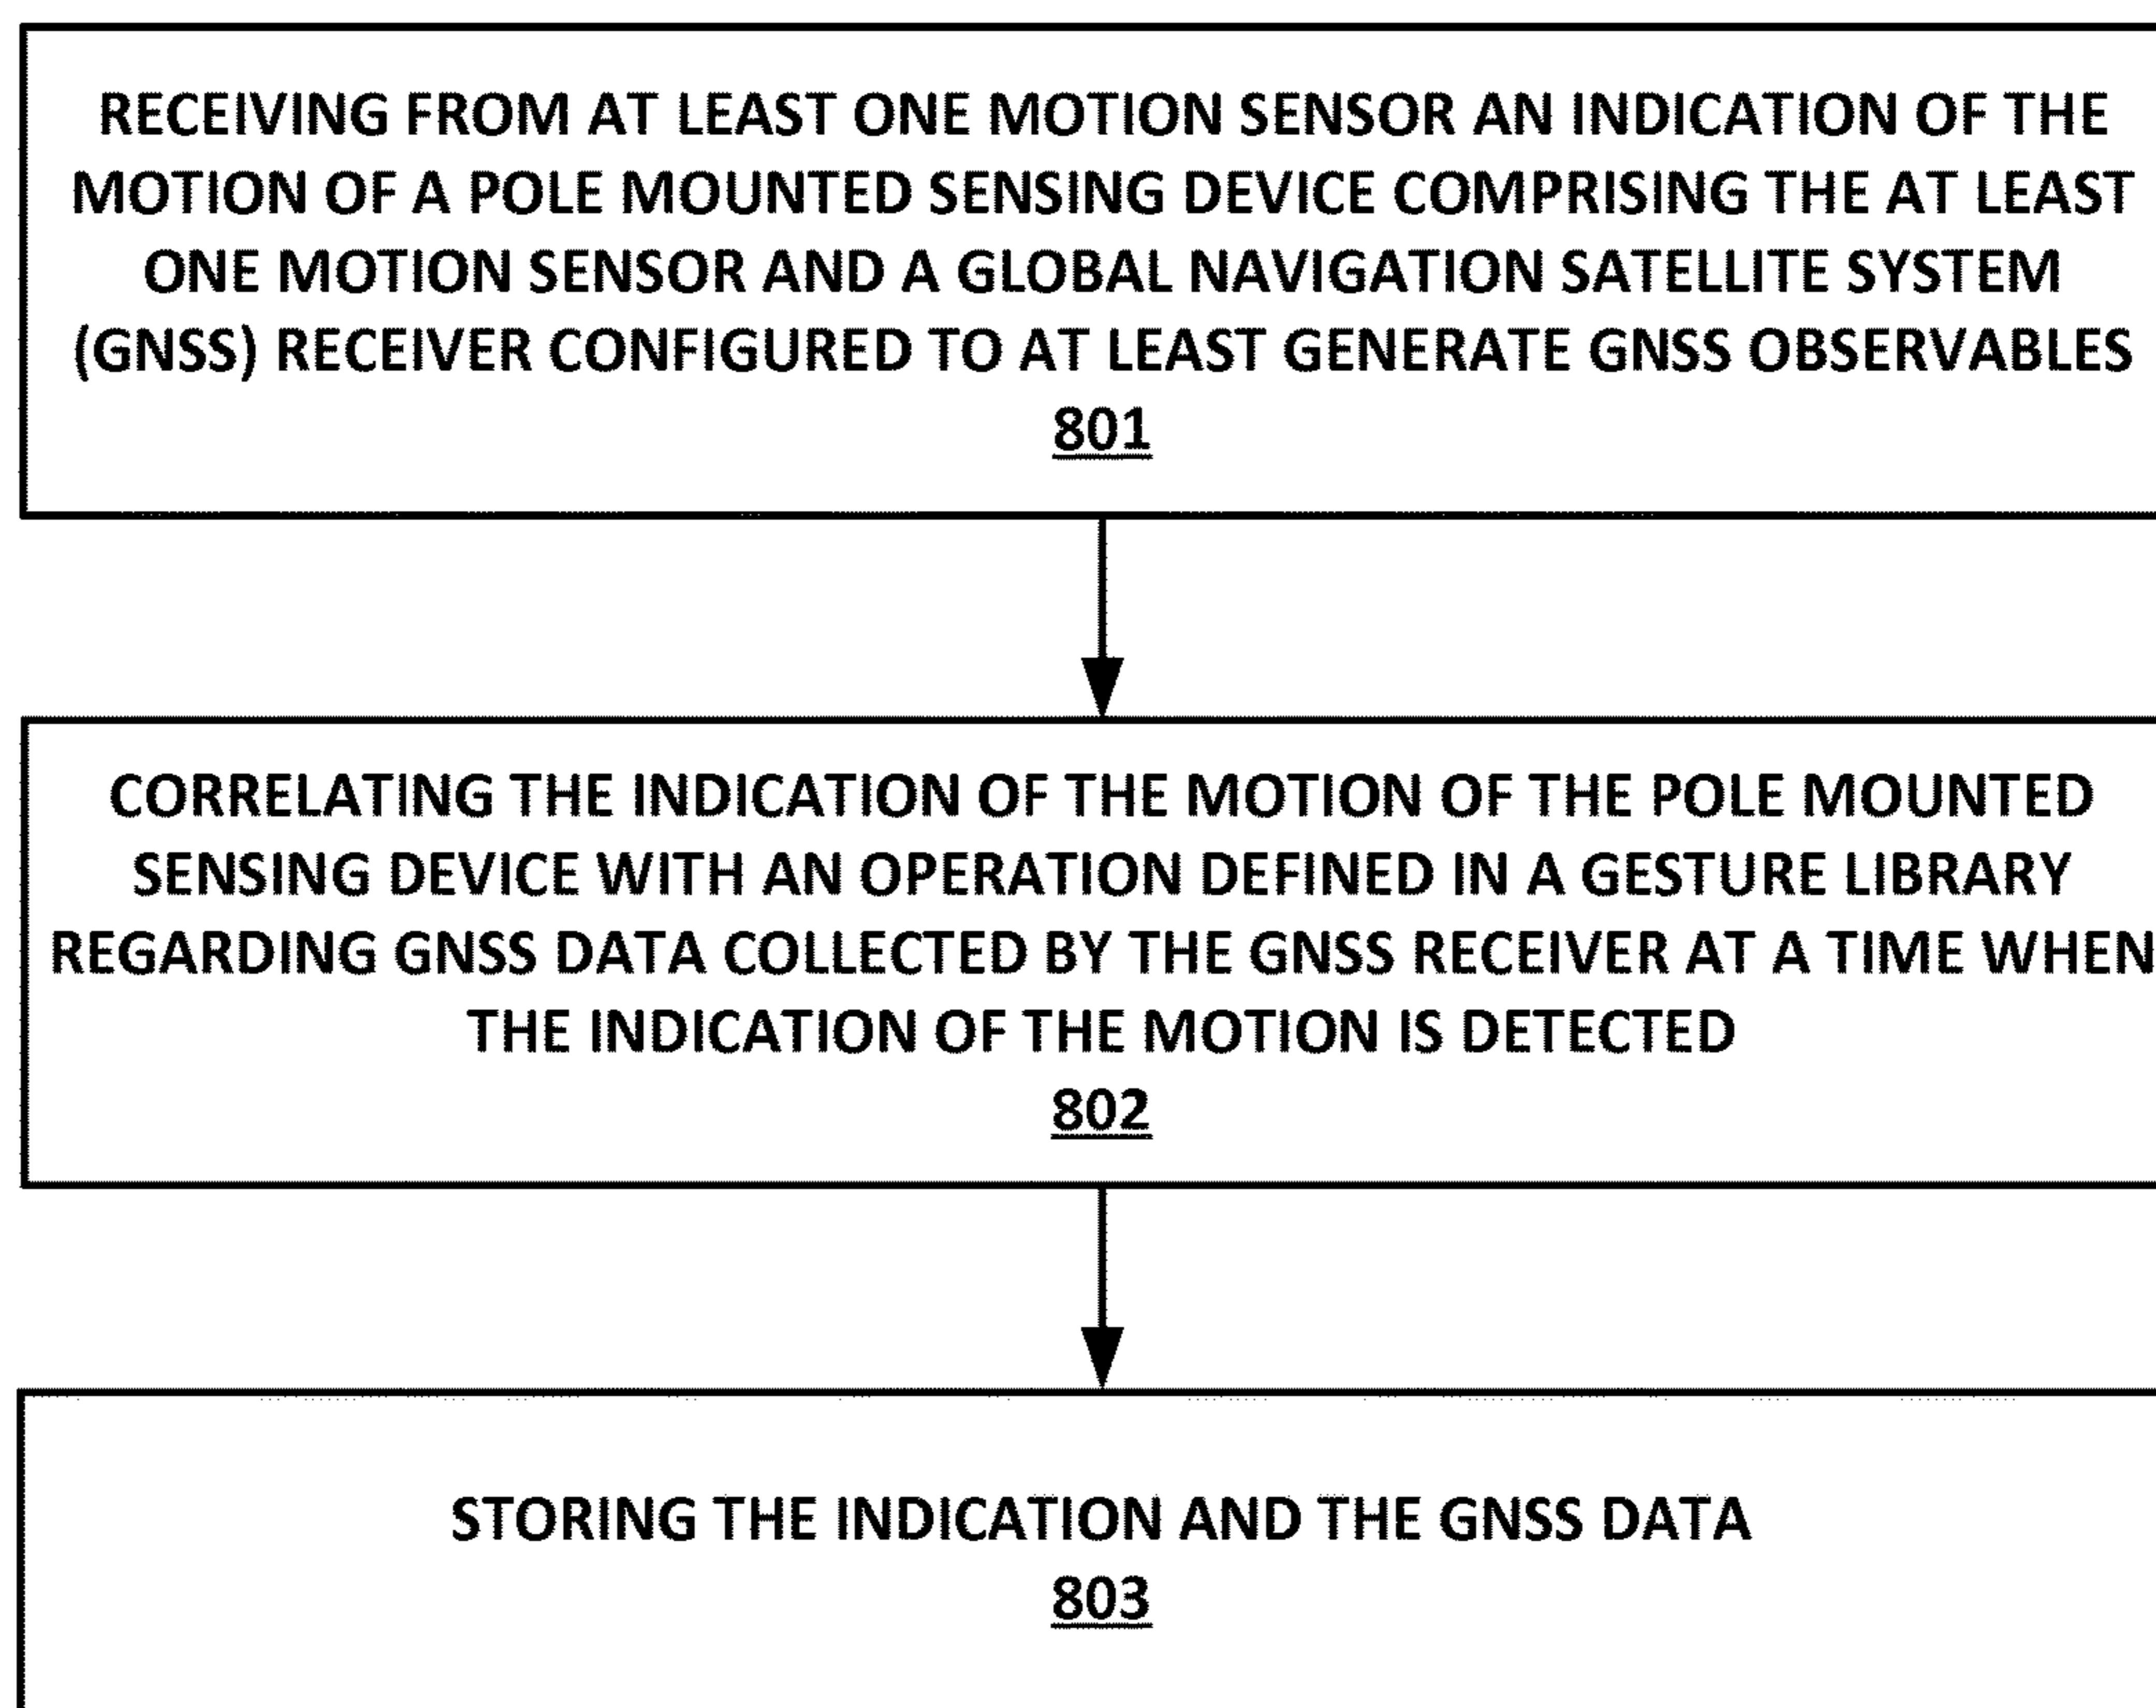 RECEIVING FROM AT LEAST ONE MOTION SENSOR AN INDICATION OF THE
MOTION OF A POLE MOUNTED SENSING DEVICE COMPRISING THE AT LEAST
ONE MOTION SENSOR AND A GLOBAL NAVIGATION SATELLITE SYSTEM
(GNSS) RECEIVER CONFIGURED TO AT LEAST GENERATE GNSS OBSERVABLES
801
CORRELATING THE INDICATION OF THE MOTION OF THE POLE MOUNTED
SENSING DEVICE WITH AN OPERATION DEFINED IN A GESTURE LIBRARY
REGARDING GNSS DATA COLLECTED BY THE GNSS RECEIVER AT A TIME WHEN
THE INDICATION OF THE MOTION IS DETECTED
802
STORING THE INDICATION AND THE GNSS DATA
803